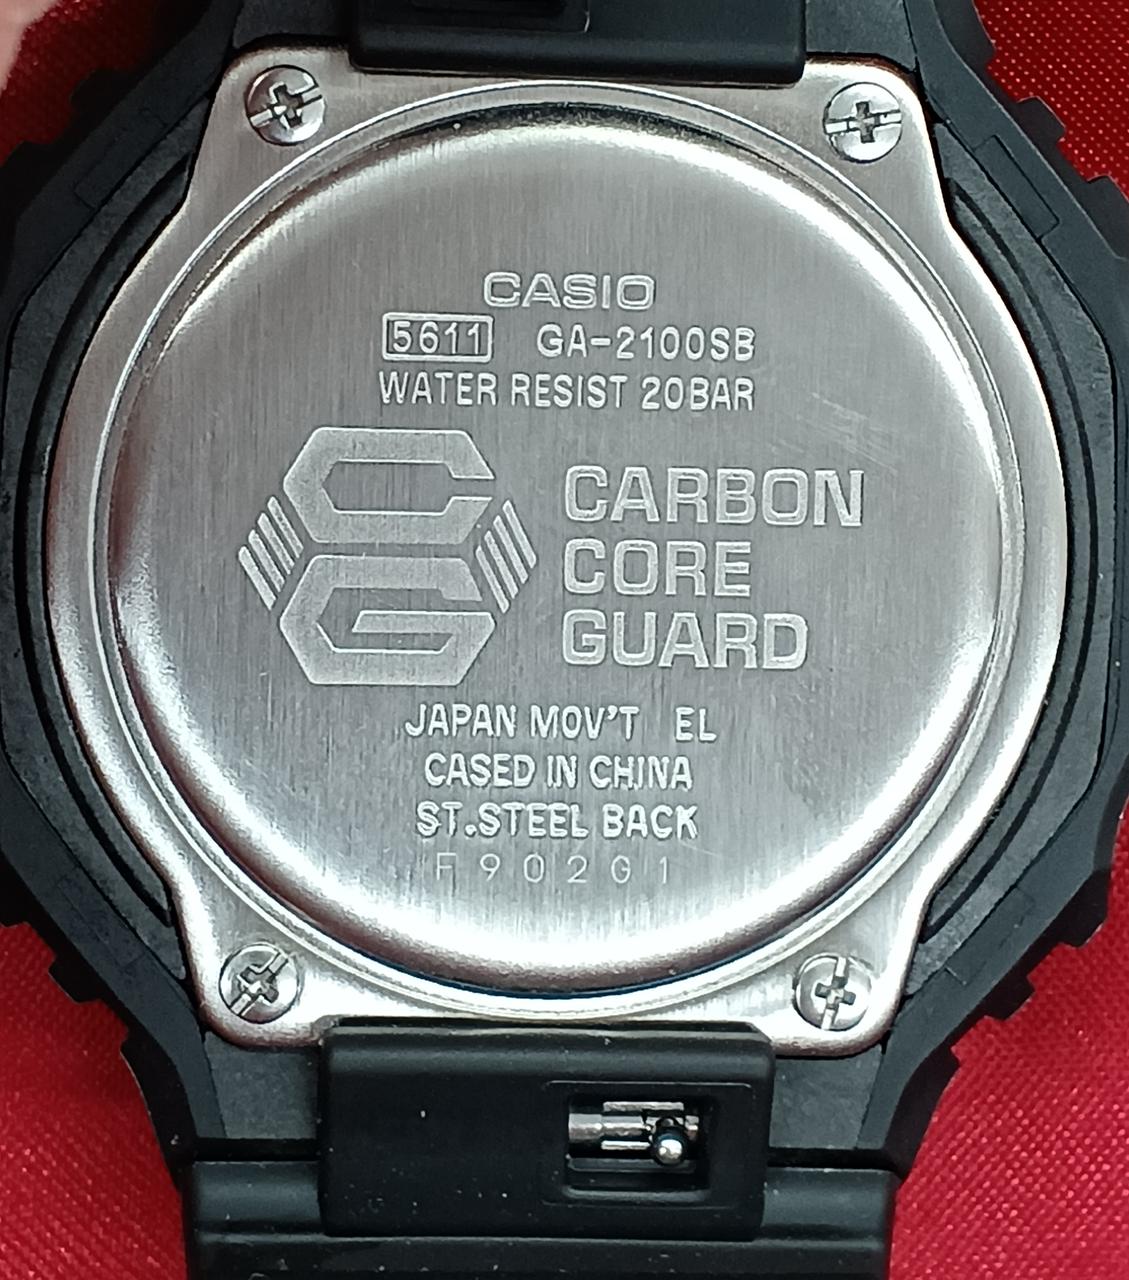 CASIO
5611 GA-2100SB
WATER RESIST 20BAR
CARBON
CORE
GUARD
JAPAN MOV'T EL
CASED IN CHINA
ST.STEEL BACK
F902G1